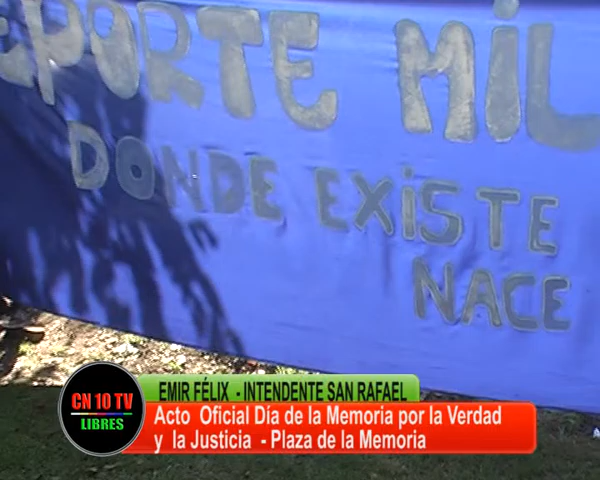 EPORTE MIL
DONDE EXISTE
NACE
EMIR FÉLIX - INTENDENTE SAN RAFAEL
Acto Oficial Día de la Memoria por la Verdad
y la Justicia - Plaza de la Memoria
CN 10 TV
LIBRES